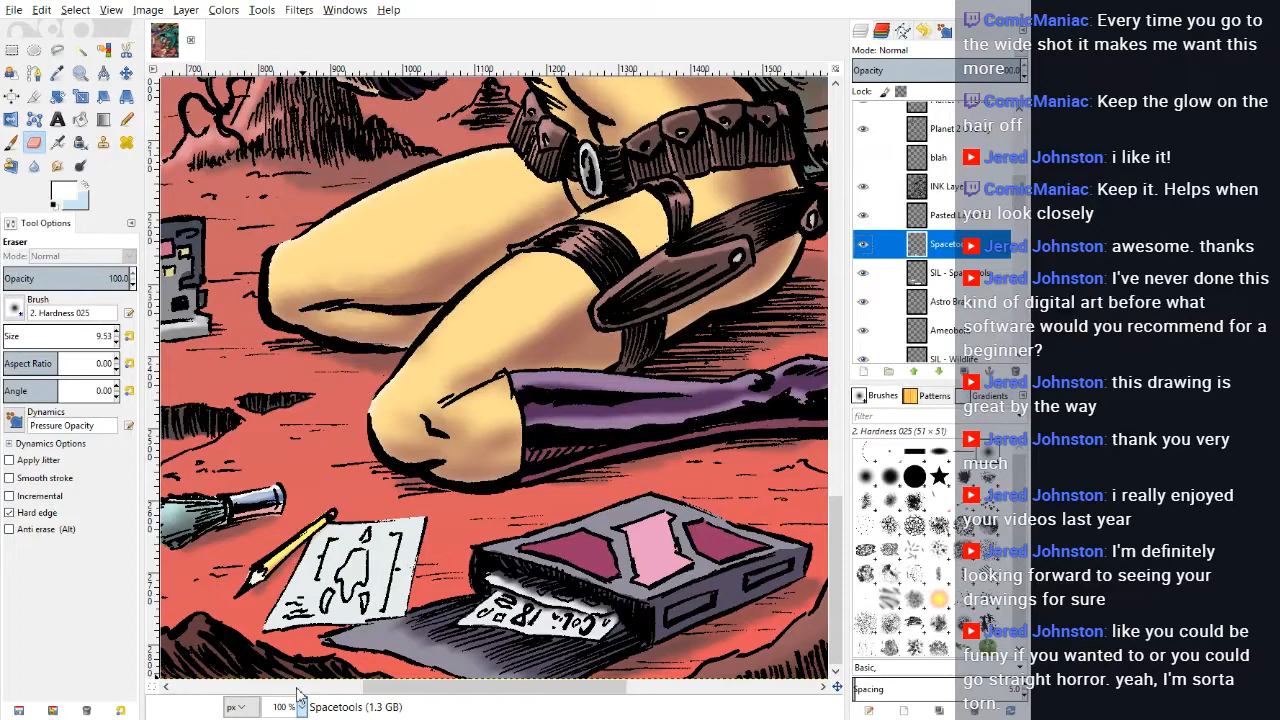 File Edit Select View Image Layer Colors Tools Filters Windows Help
700 800 900 1000 1100 1200 1300 1400 1500
Tool Options
Eraser
Mode: Normal
Opacity 100.0
Brush
2. Hardness 025
Size 9.53
Aspect Ratio 0.00
Angle 0.00
Dynamics
Pressure Opacity
Dynamics Options
Apply Jitter
Smooth stroke
Incremental
Hard edge
Anti erase (Alt)
px 100 % Spacetools (1.3 GB)
Mode: Normal
Opacity
Lock:
Planet 2
blah
INK Laye
Pasted La
Spaceto
SIL - Spacetools
Astro Bra
Ameobo
SIL - Wildlife
Brushes Patterns Gradients
filter
2. Hardness 025 (51 × 51)
Basic,
Spacing 5.0
ComicManiac: Every time you go to
the wide shot it makes me want this
more
ComicManiac: Keep the glow on the
hair off
Jered Johnston: i like it!
ComicManiac: Keep it. Helps when
you look closely
Jered Johnston: awesome. thanks
Jered Johnston: I've never done this
kind of digital art before what
software would you recommend for a
beginner?
Jered Johnston: this drawing is
great by the way
Jered Johnston: thank you very
much
Jered Johnston: i really enjoyed
your videos last year
Jered Johnston: I'm definitely
looking forward to seeing your
drawings for sure
Jered Johnston: like you could be
funny if you wanted to or you could
go straight horror. yeah, I'm sorta
torn.